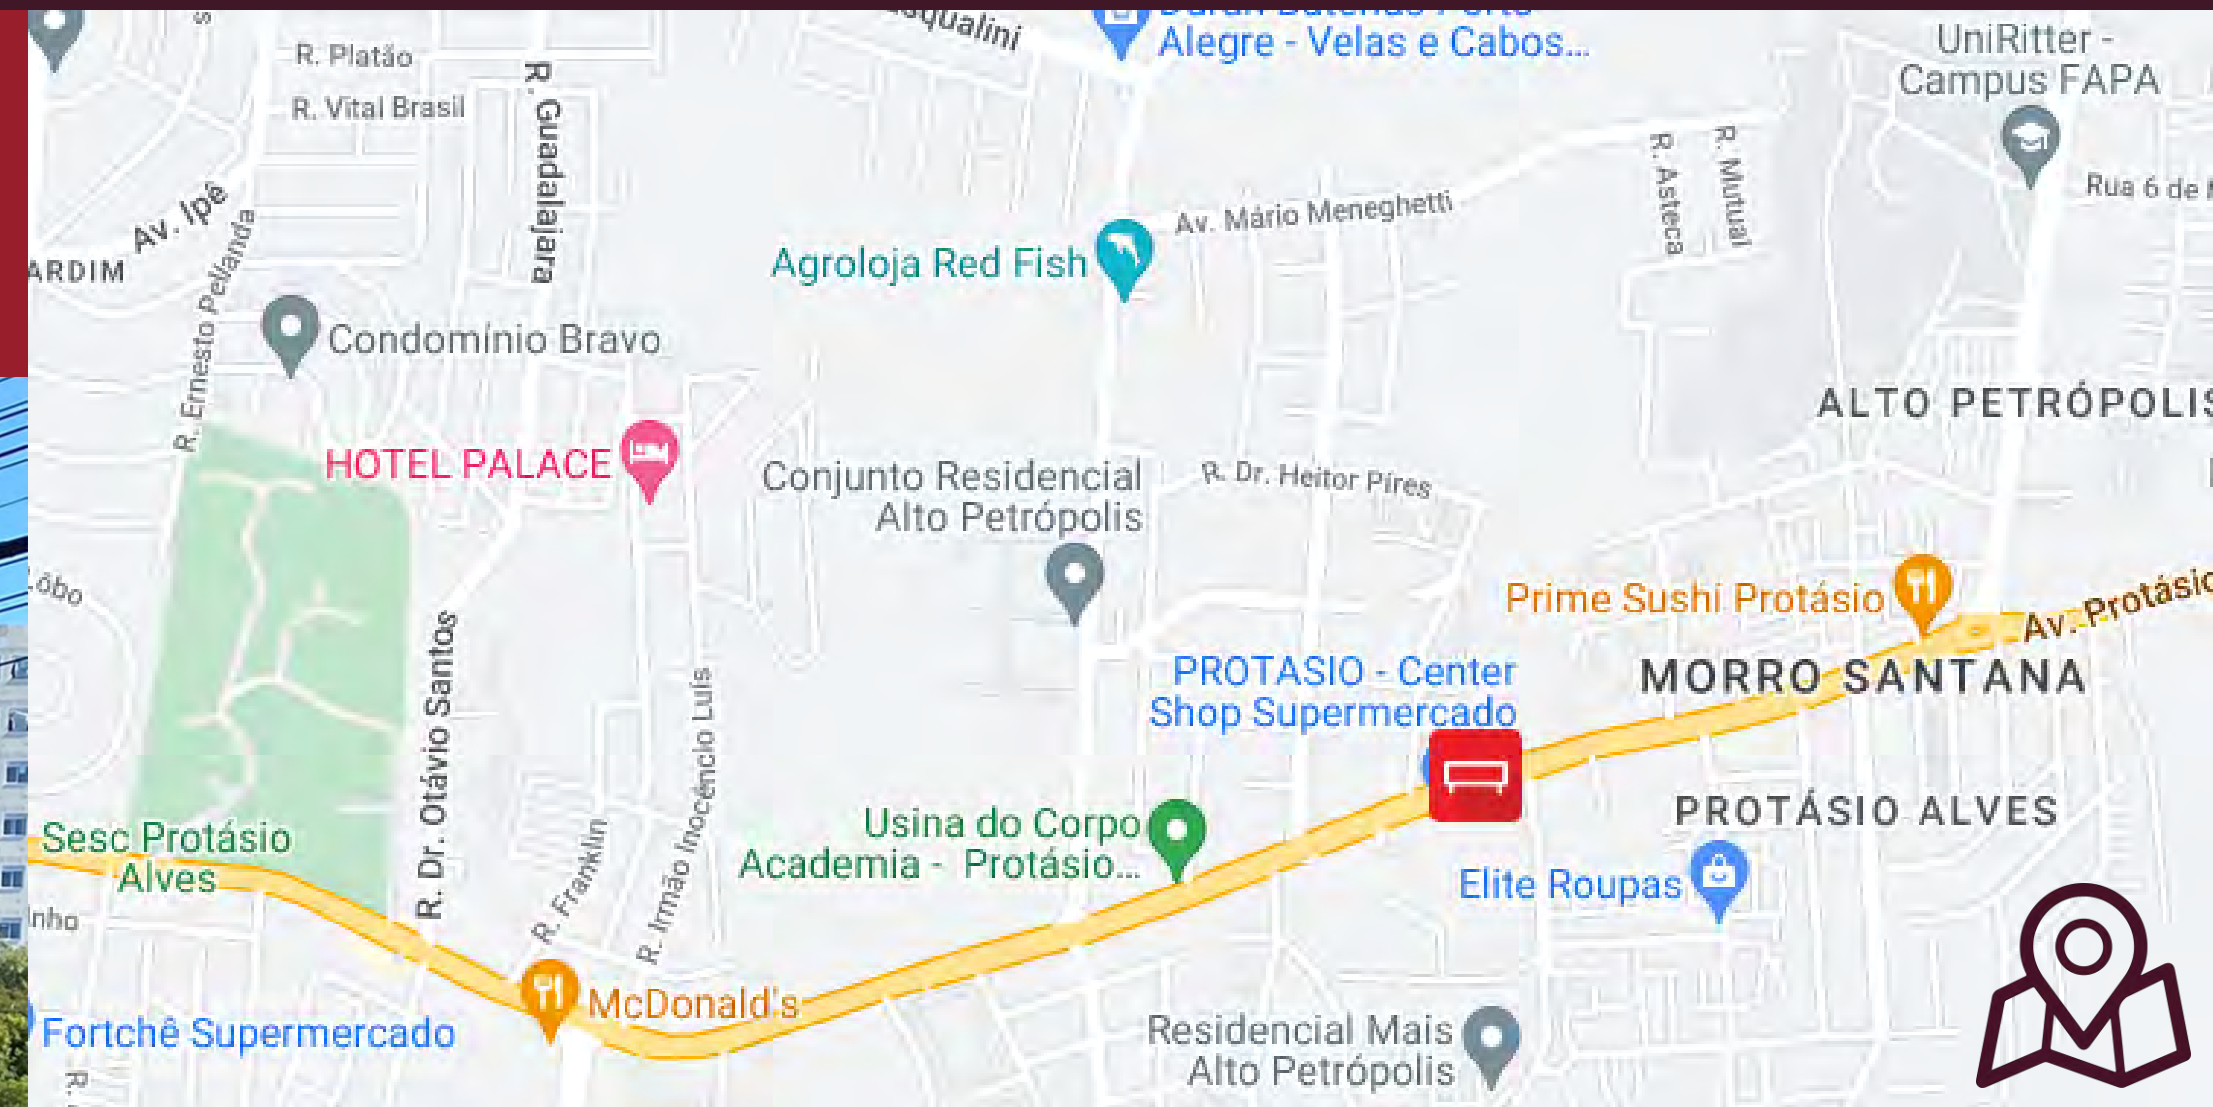 Alegre - Velas e Cabos...
UniRitter -
Campus FAPA
R. Platão
R. Vital Brasil
R. Guadalajara
R. Asteca
R. Mutual
Rua 6 de
Av. Ipê
Av. Mário Meneghetti
Agroloja Red Fish
ARDIM
R. Ernesto Pellanda
Condomínio Bravo
ALTO PETRÓPOLIS
HOTEL PALACE
Conjunto Residencial
Alto Petrópolis
R. Dr. Heitor Pires
Prime Sushi Protásio
Av. Protásio
R. Dr. Otávio Santos
PROTASIO - Center
Shop Supermercado
MORRO SANTANA
R. Irmão Inocêncio Luís
PROTÁSIO ALVES
Sesc Protásio
Alves
Usina do Corpo
Academia - Protásio...
R. Franklin
Elite Roupas
McDonald's
Fortchê Supermercado
Residencial Mais
Alto Petrópolis
R.